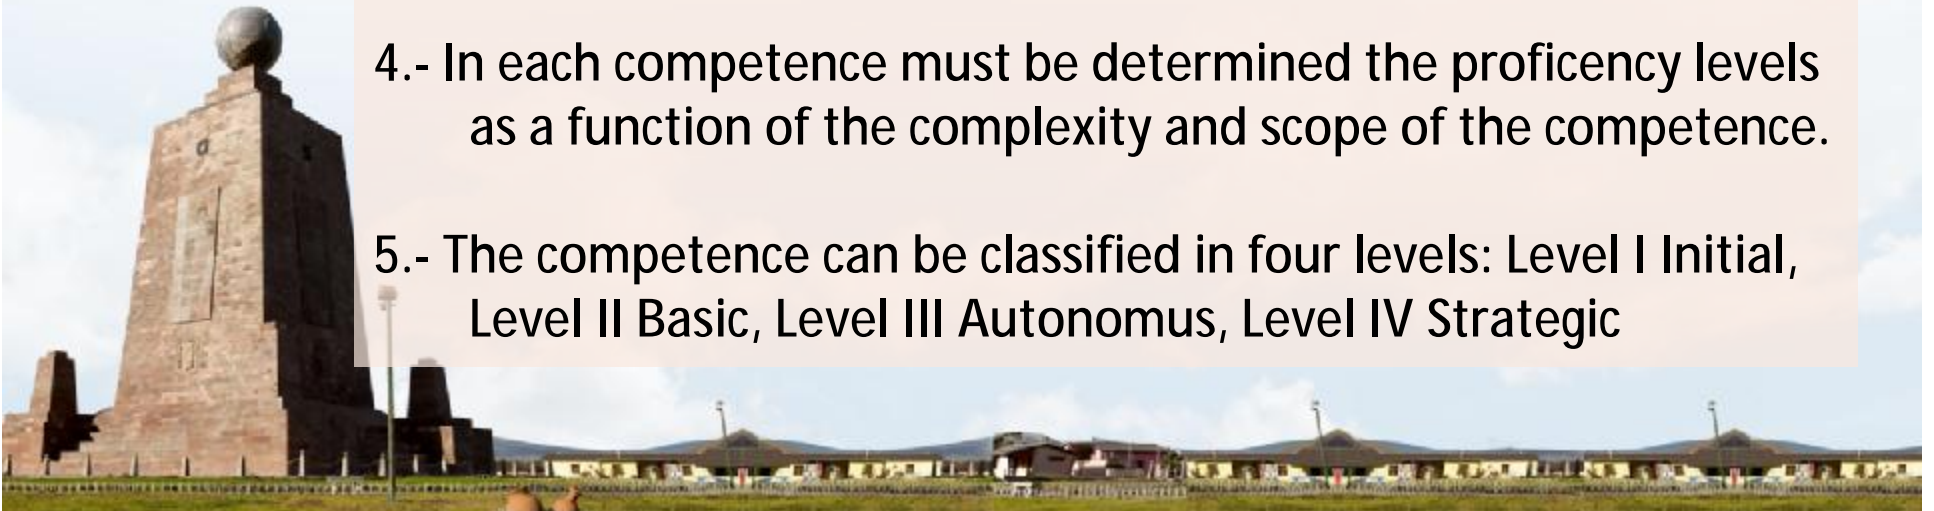 4.- In each competence must be determined the proficency levels
as a function of the complexity and scope of the competence.
5.- The competence can be classified in four levels: Level I Initial,
Level II Basic, Level III Autonomus, Level IV Strategic